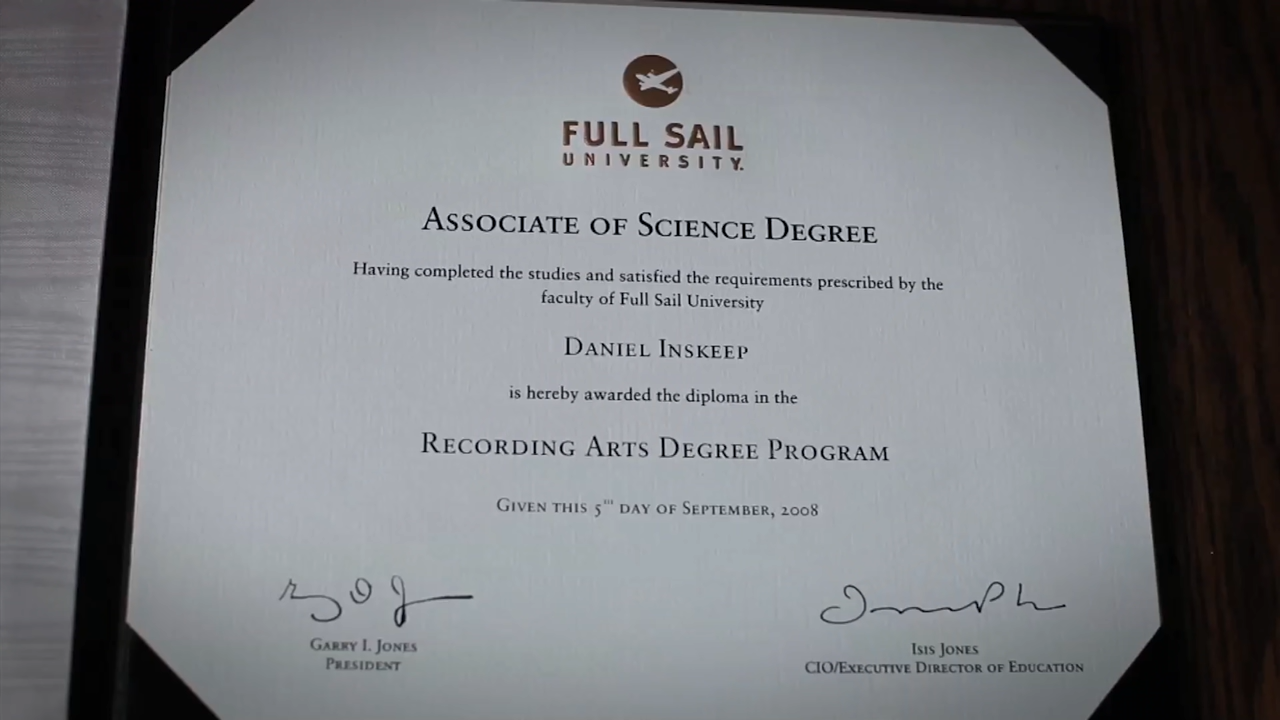 FULL SAIL
UNIVERSITY.
ASSOCIATE OF SCIENCE DEGREE
Having completed the studies and satisfied the requirements prescribed by the
faculty of Full Sail University
DANIEL INSKEEP
is hereby awarded the diploma in the
RECORDING ARTS DEGREE PROGRAM
GIVEN THIS 5TH DAY OF SEPTEMBER, 2008
GARRY I. JONES
PRESIDENT
ISIS JONES
CIO/EXECUTIVE DIRECTOR OF EDUCATION